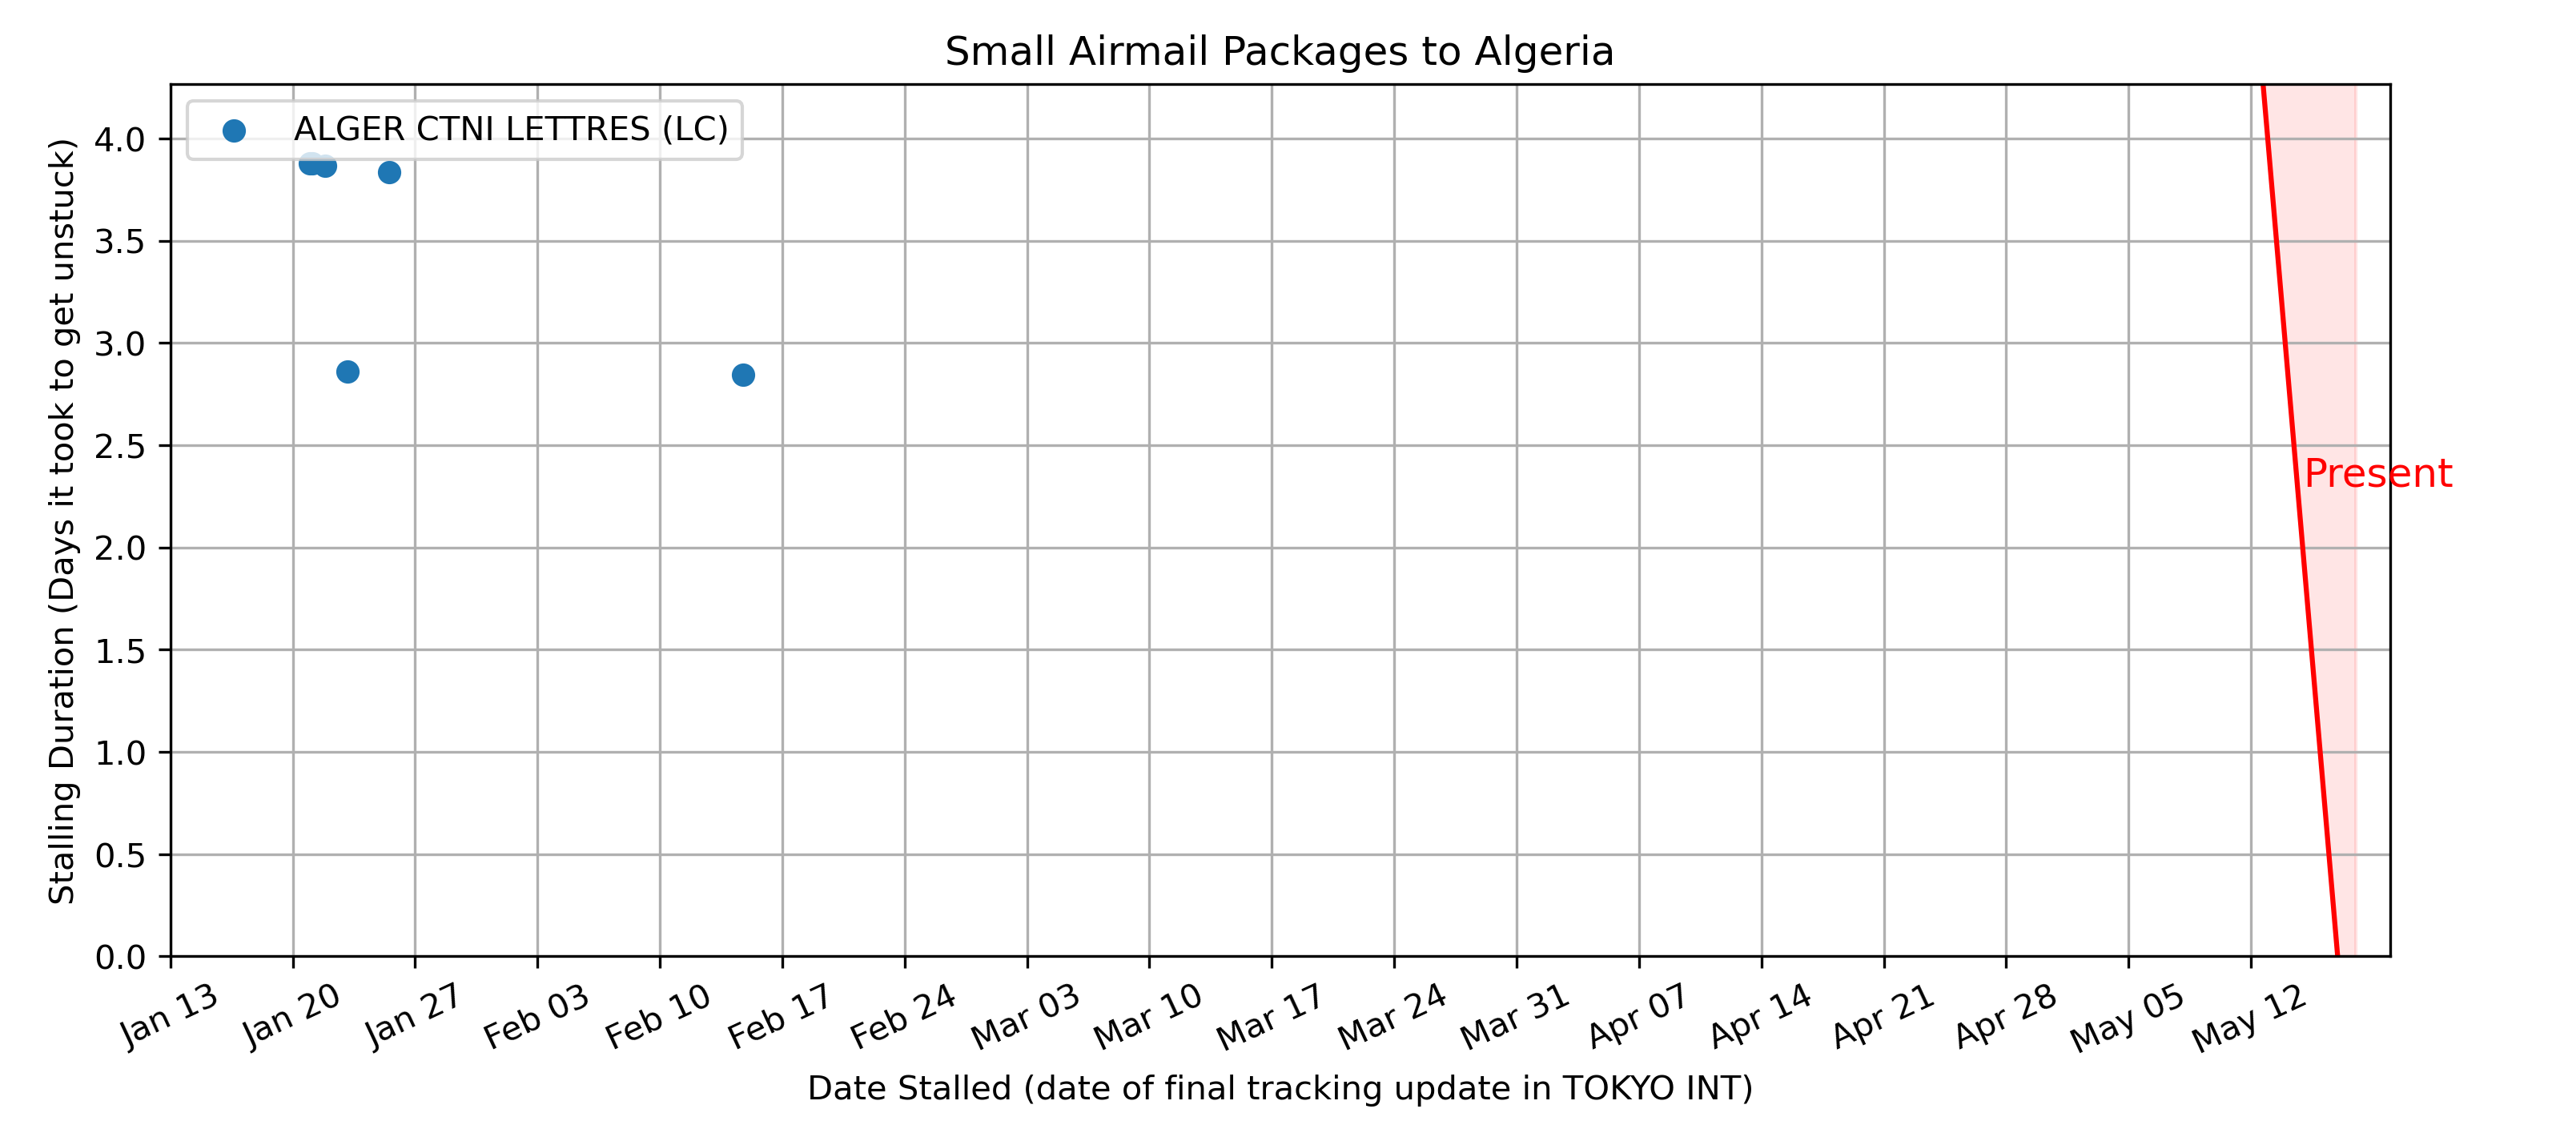 Small Airmail Packages to Algeria
ALGER CTNI LETTRES (LC)
Stalling Duration (Days it took to get unstuck)
4.0
3.5
3.0
2.5
2.0
1.5
1.0
0.5
0.0
Present
Jan 13 Jan 20 Jan 27 Feb 03 Feb 10 Feb 17 Feb 24 Mar 03 Mar 10 Mar 17 Mar 24 Mar 31 Apr 07 Apr 14 Apr 21 Apr 28 May 05 May 12
Date Stalled (date of final tracking update in TOKYO INT)